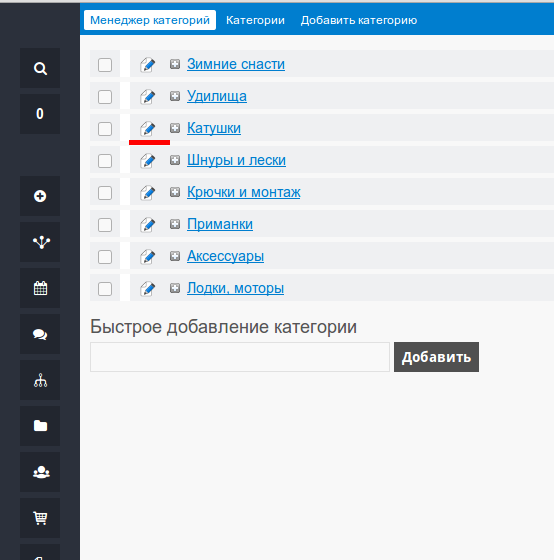 Менеджер категорий Категории Добавить категорию
0
Зимние снасти
Удилища
Катушки
Шнуры и лески
Крючки и монтаж
Приманки
Аксессуары
Лодки, моторы
Быстрое добавление категории
Добавить